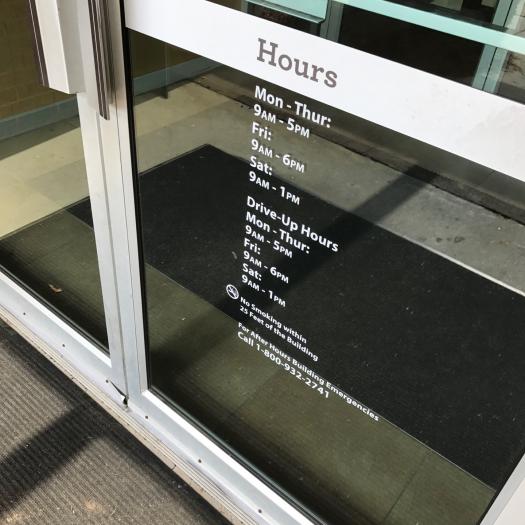 Hours
Mon - Thur:
9AM - 5PM
Fri:
9AM - 6PM
Sat:
9AM - 1PM
Drive-Up Hours
Mon - Thur:
9AM - 5PM
Fri:
9AM - 6PM
Sat:
9AM - 1PM
No Smoking within
25 Feet of the Building
For After Hours Building Emergencies
Call 1-800-932-2741